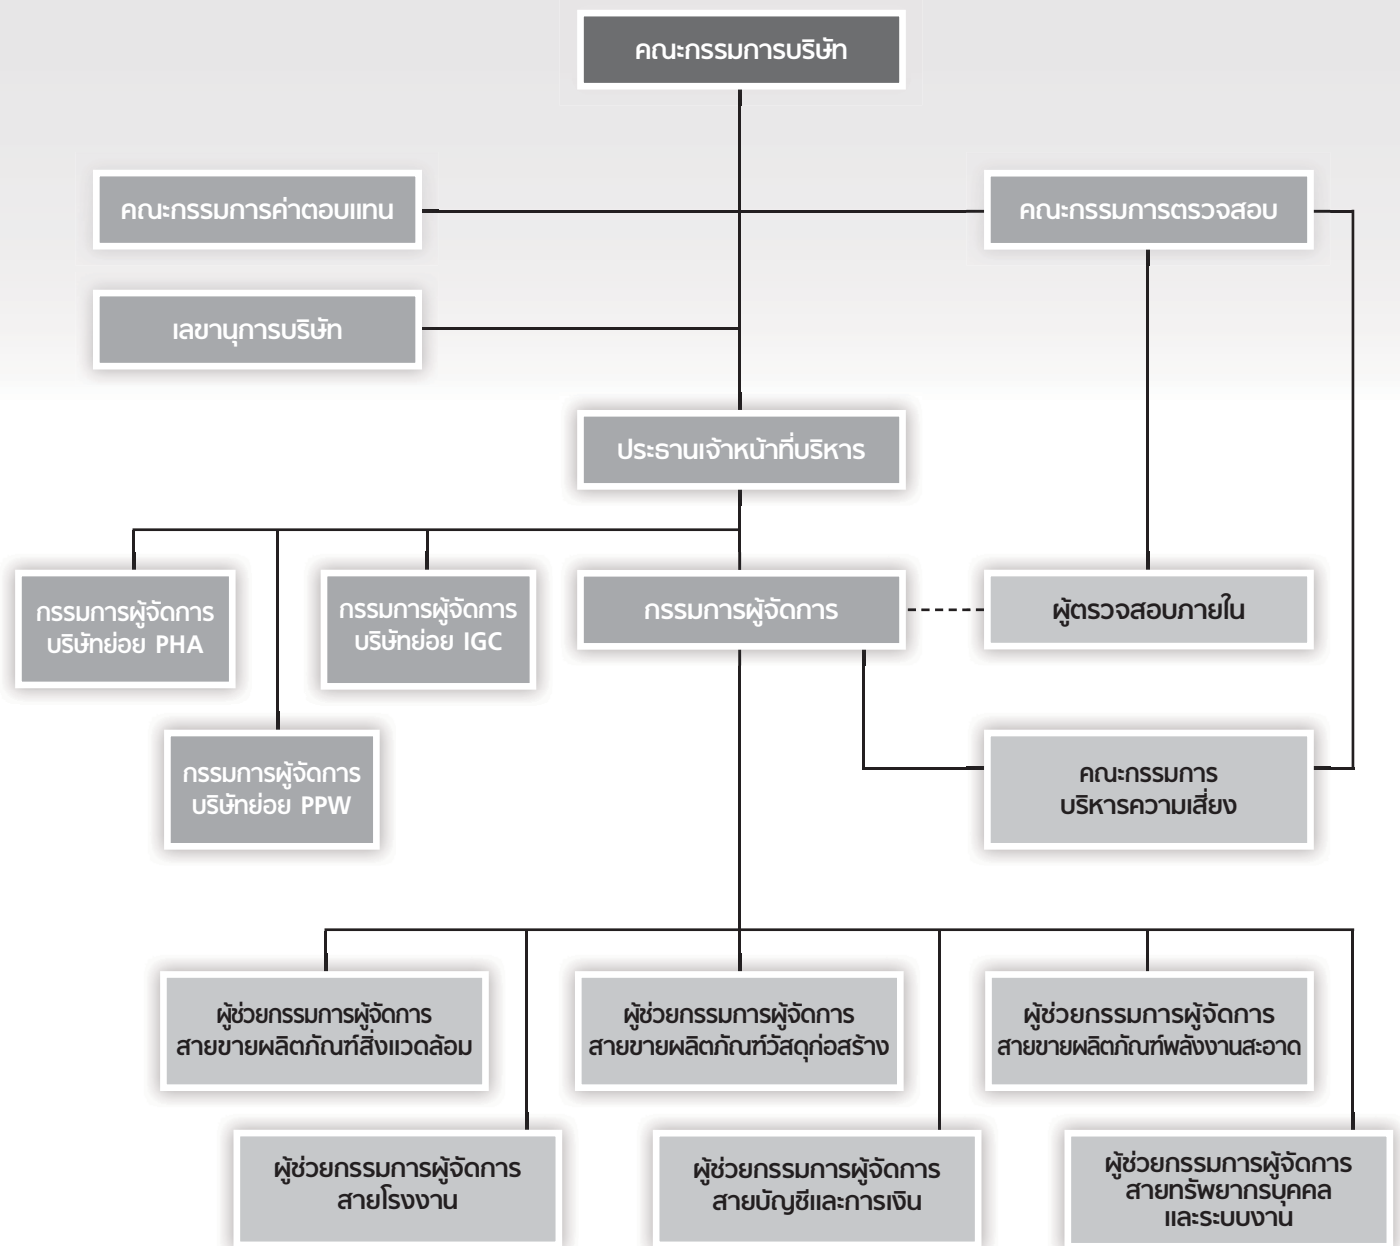 คณะกรรมการบริษัท
คณะกรรมการค่าตอบแทน
คณะกรรมการตรวจสอบ
เลขานุการบริษัท
ประธานเจ้าหน้าที่บริหาร
กรรมการผู้จัดการ
บริษัทย่อย PHA
กรรมการผู้จัดการ
บริษัทย่อย IGC
กรรมการผู้จัดการ
ผู้ตรวจสอบภายใน
กรรมการผู้จัดการ
บริษัทย่อย PPW
คณะกรรมการ
บริหารความเสี่ยง
ผู้ช่วยกรรมการผู้จัดการ
สายขายผลิตภัณฑ์สิ่งแวดล้อม
ผู้ช่วยกรรมการผู้จัดการ
สายขายผลิตภัณฑ์วัสดุก่อสร้าง
ผู้ช่วยกรรมการผู้จัดการ
สายขายผลิตภัณฑ์พลังงานสะอาด
ผู้ช่วยกรรมการผู้จัดการ
สายโรงงาน
ผู้ช่วยกรรมการผู้จัดการ
สายบัญชีและการเงิน
ผู้ช่วยกรรมการผู้จัดการ
สายทรัพยากรบุคคล
และระบบงาน